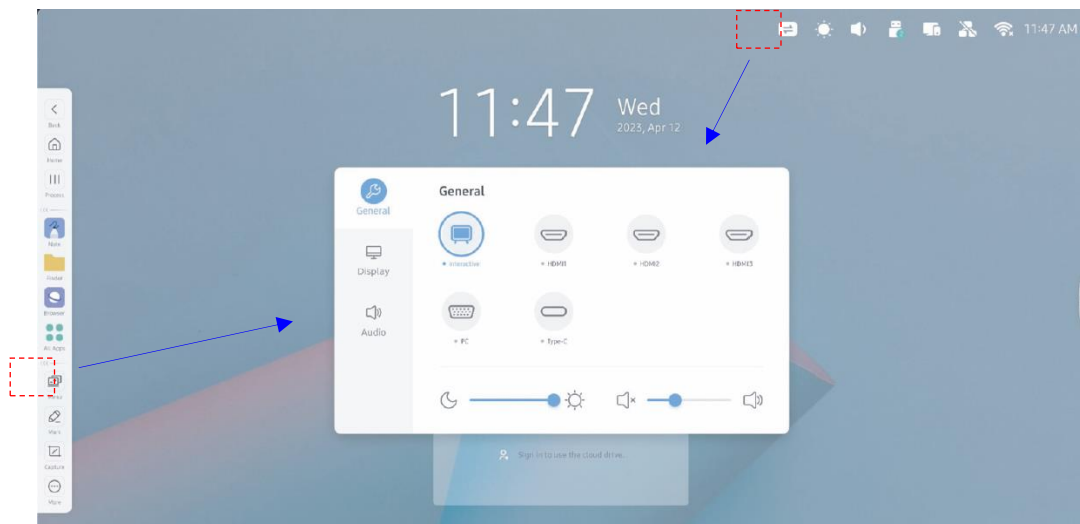 11:47 AM
11:47
Wed
2023, Apr 12
Back
Home
Process
Note
Finder
Browser
All Apps
Mark
Capture
More
General
Display
Audio
General
Interactive
HDMI1
HDMI2
HDMI3
PC
Type-C
Sign in to use the cloud drive.